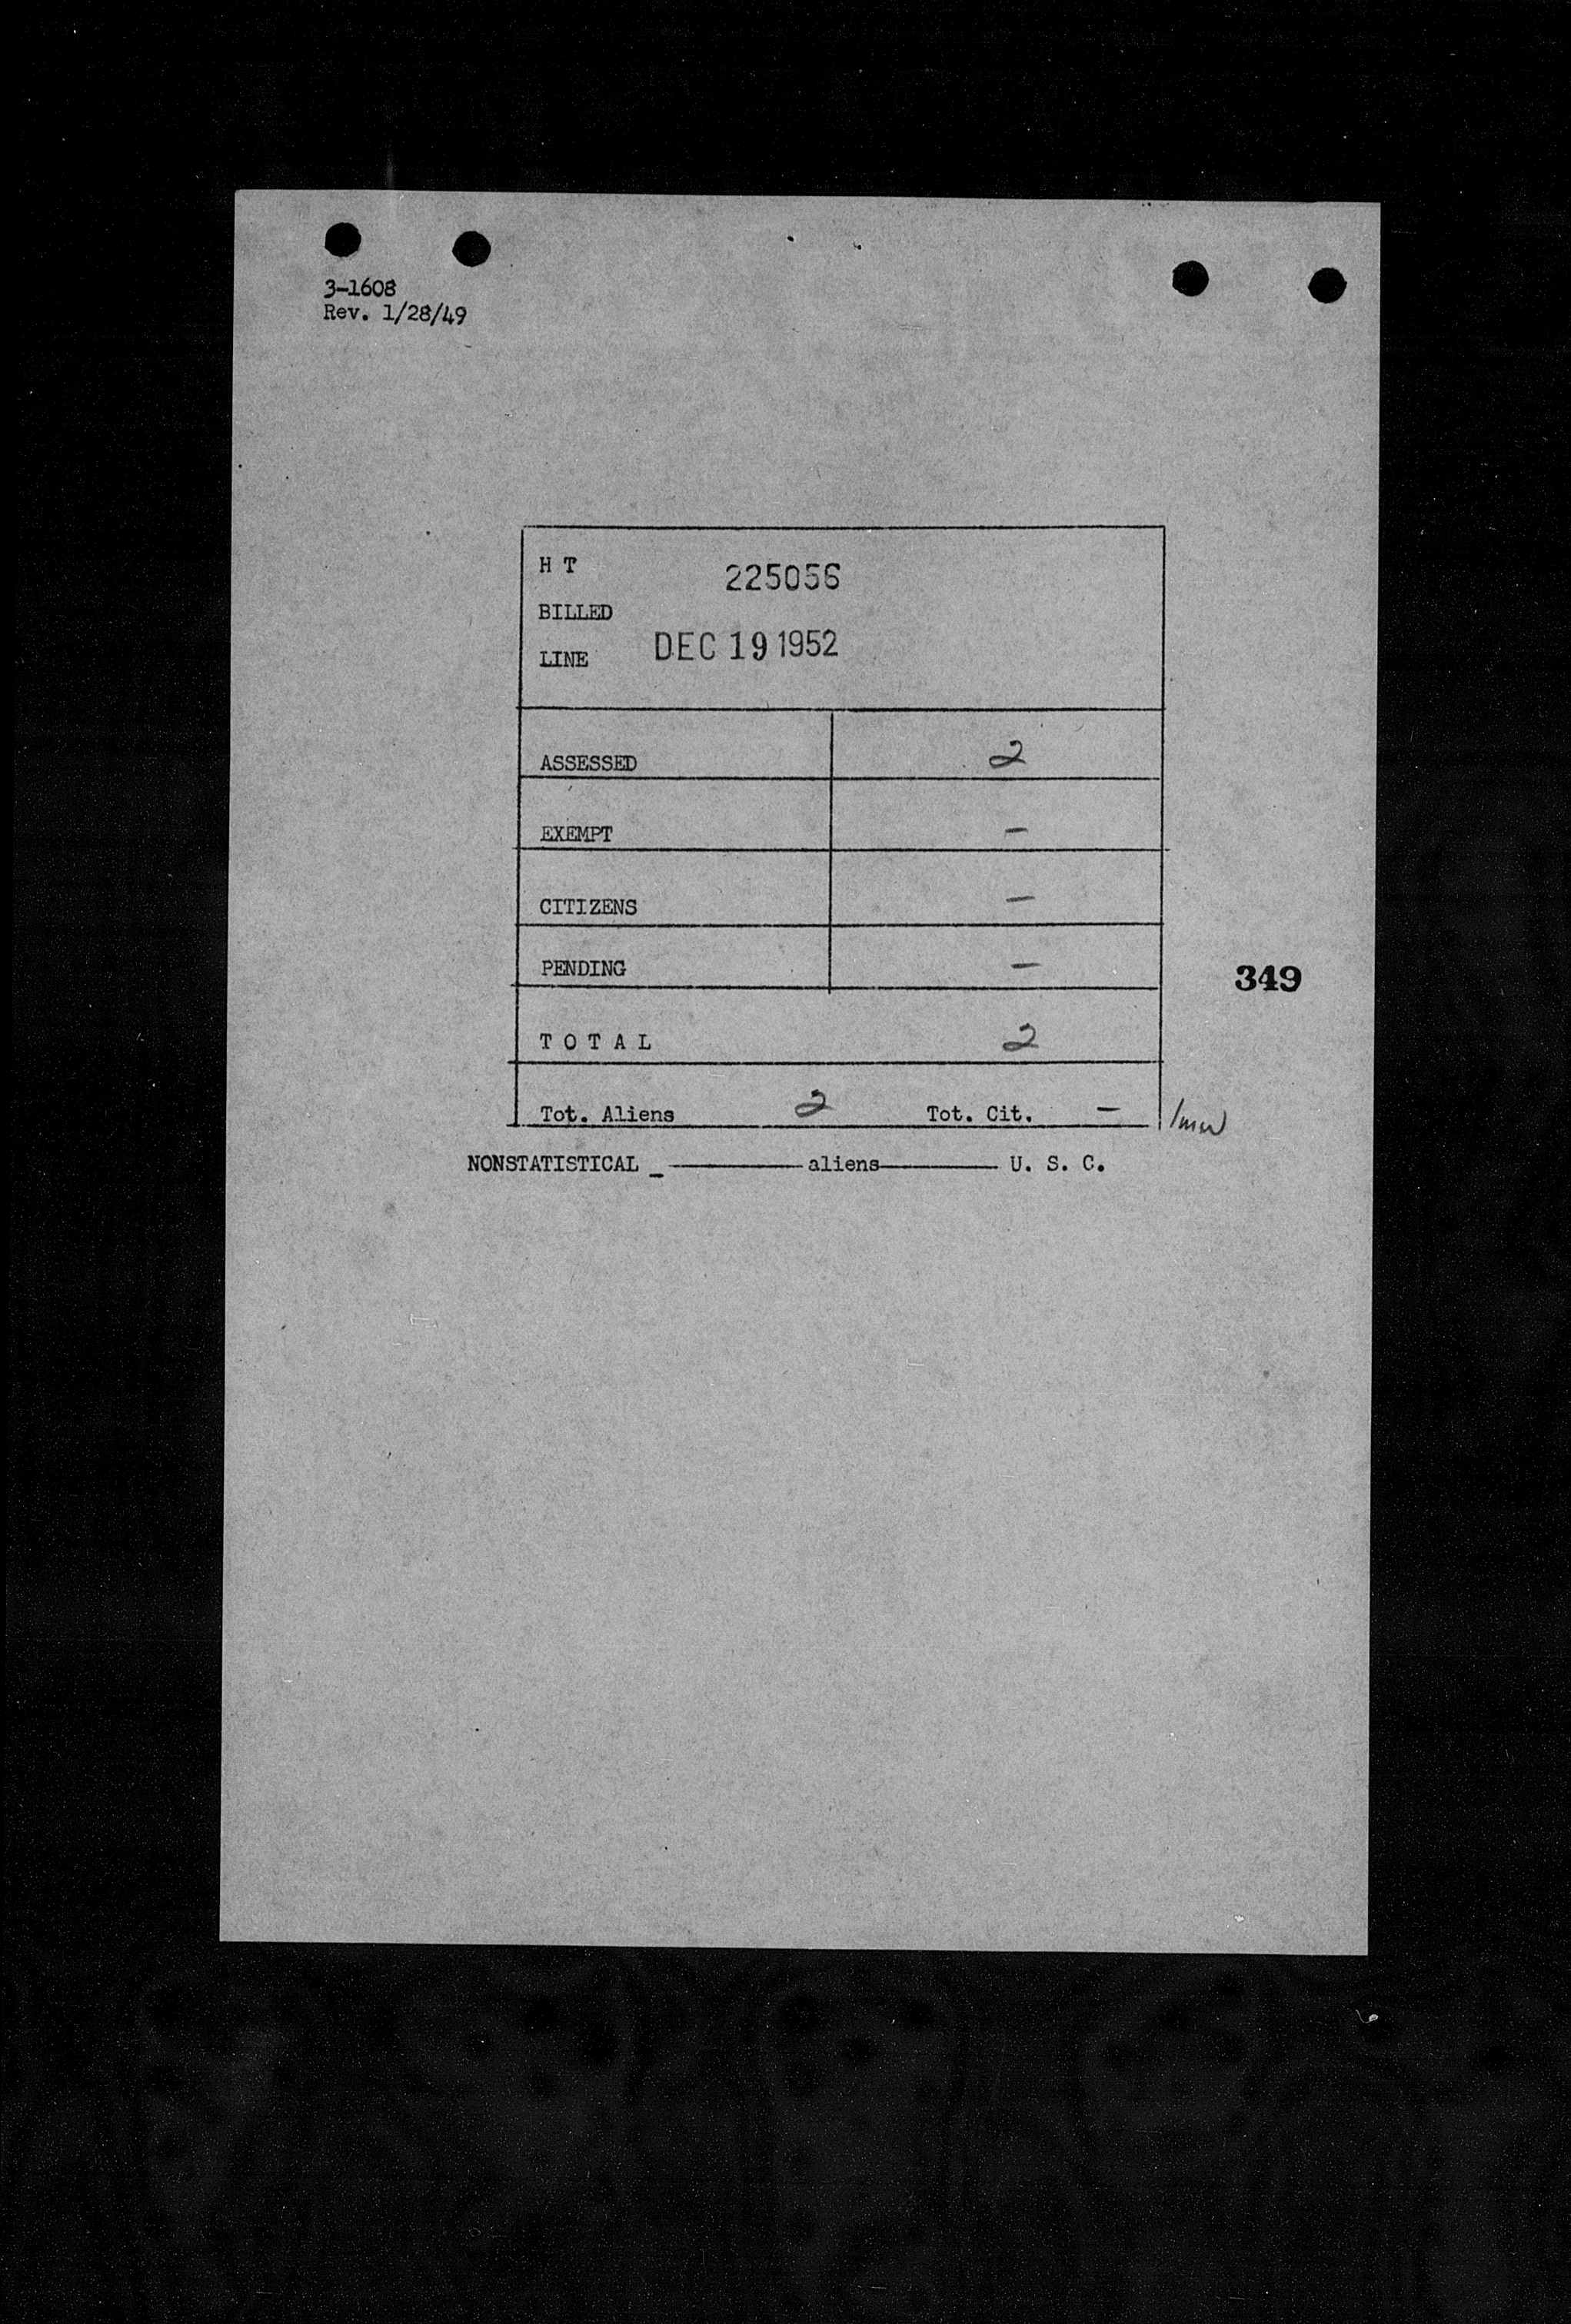 3-1608
Rev. 1/28/49
H T 225056
BILLED
LINE DEC 19 1952
ASSESSED 2
EXEMPT —
CITIZENS —
PENDING —
349
T O T A L 2
Tot. Aliens 2 Tot. Cit. —
NONSTATISTICAL _ ———— aliens ———— U. S. C.